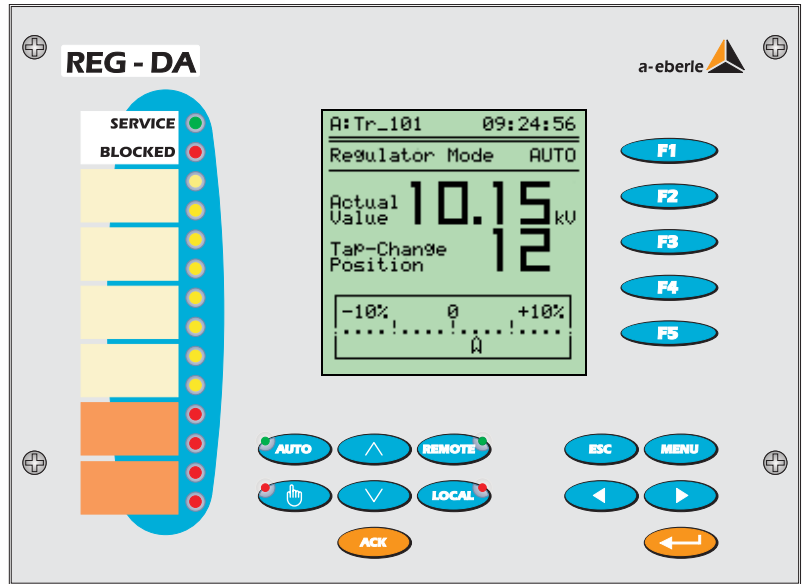 REG - DA
a-eberle
SERVICE
BLOCKED
A:Tr_101 09:24:56
Regulator Mode AUTO
Actual
Value 10.15 kV
Tap-Change
Position 12
-10% 0 +10%
F1
F2
F3
F4
F5
AUTO
REMOTE
ESC
MENU
LOCAL
ACK